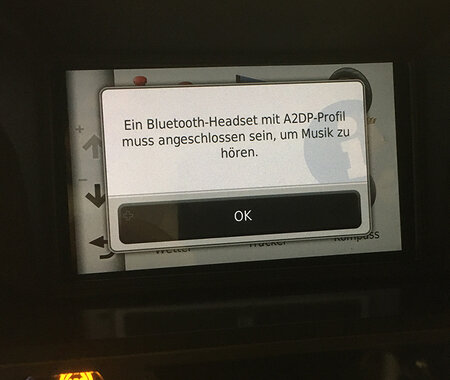 Ein Bluetooth-Headset mit A2DP-Profil
muss angeschlossen sein, um Musik zu
hören.
OK
Wetter
Tracker
Kompass